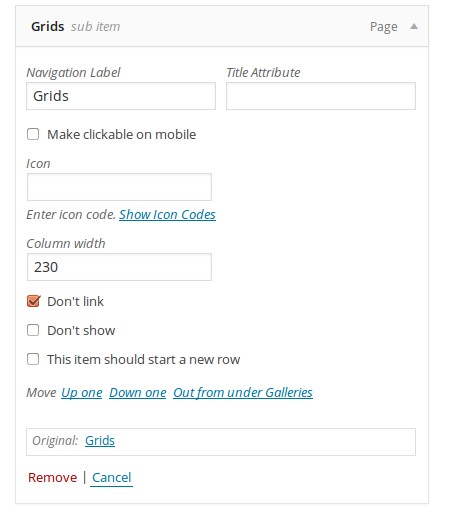 Grids sub item Page
Navigation Label Title Attribute
Grids
Make clickable on mobile
Icon
Enter icon code. Show Icon Codes
Column width
230
Don't link
Don't show
This item should start a new row
Move Up one Down one Out from under Galleries
Original: Grids
Remove | Cancel